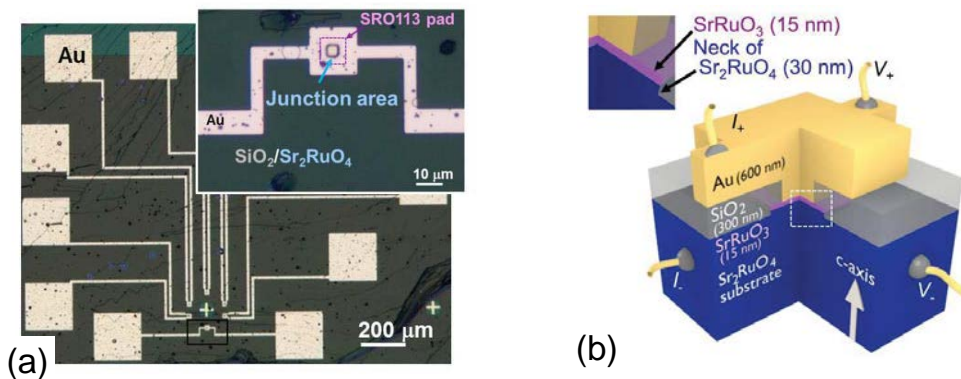 Au
SRO113 pad
Junction area
Au
SiO₂/Sr₂RuO₄
10 μm
200 μm
(a)
SrRuO₃ (15 nm)
Neck of
Sr₂RuO₄ (30 nm)
V₊
I₊
Au (600 nm)
SiO₂
(300 nm)
SrRuO₃
(15 nm)
Sr₂RuO₄
substrate
c-axis
I₋
V₋
(b)